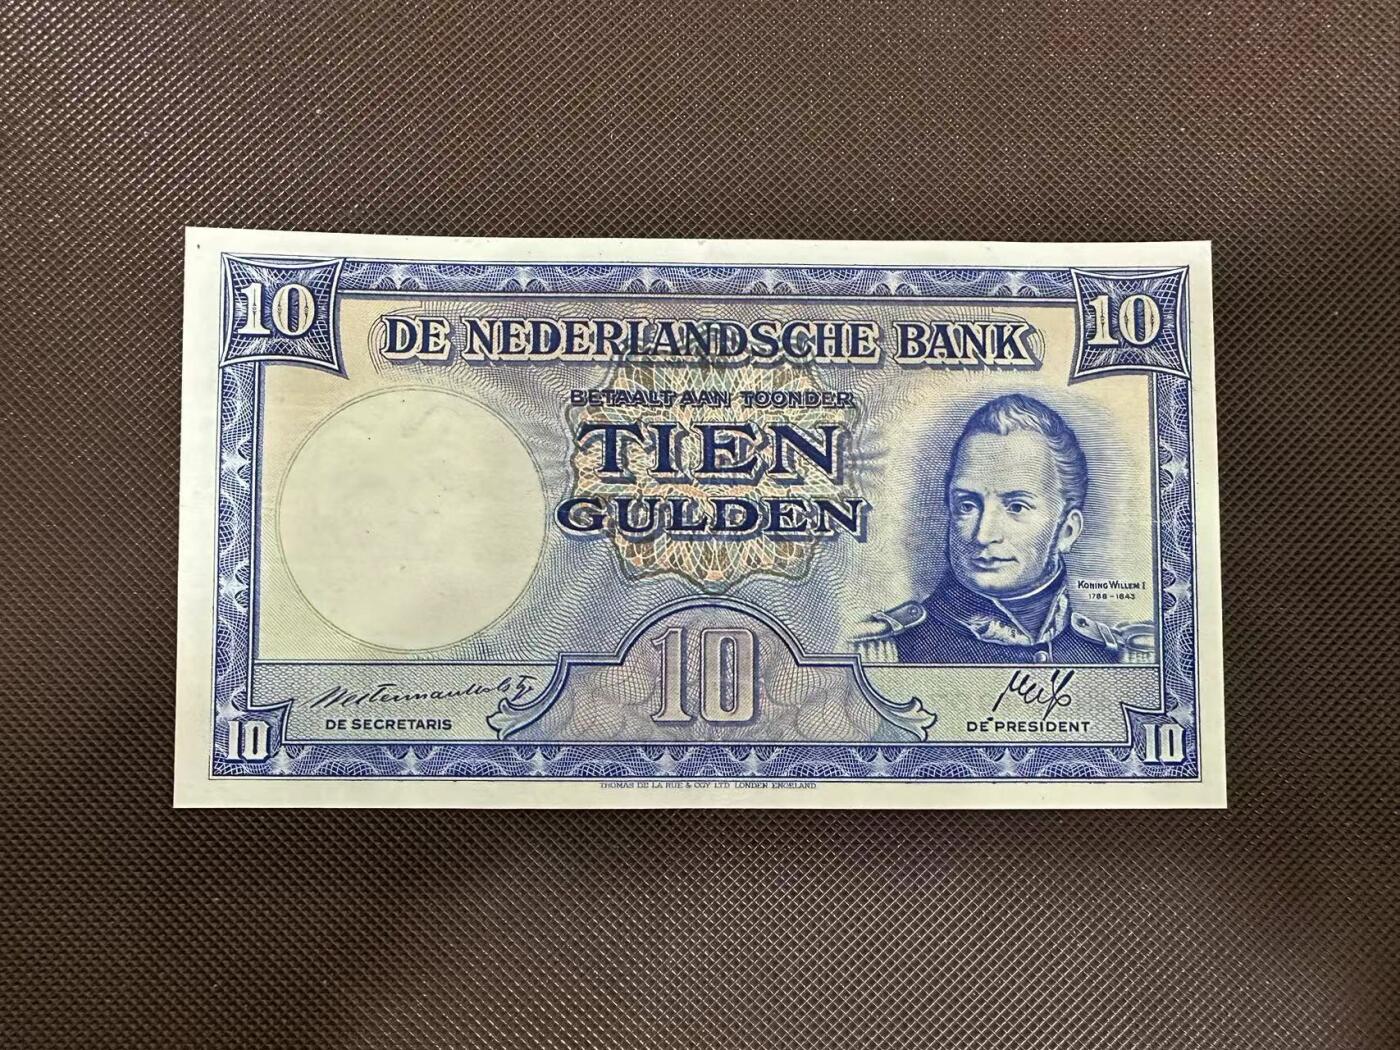 10 10
DE NEDERLANDSCHE BANK
BETAALT AAN TOONDER
TIEN
GULDEN
KONING WILLEM I
1788-1843
10
DE SECRETARIS
DE PRESIDENT
10 10
THOMAS DE LA RUE & COY LTD LONDEN ENGELAND